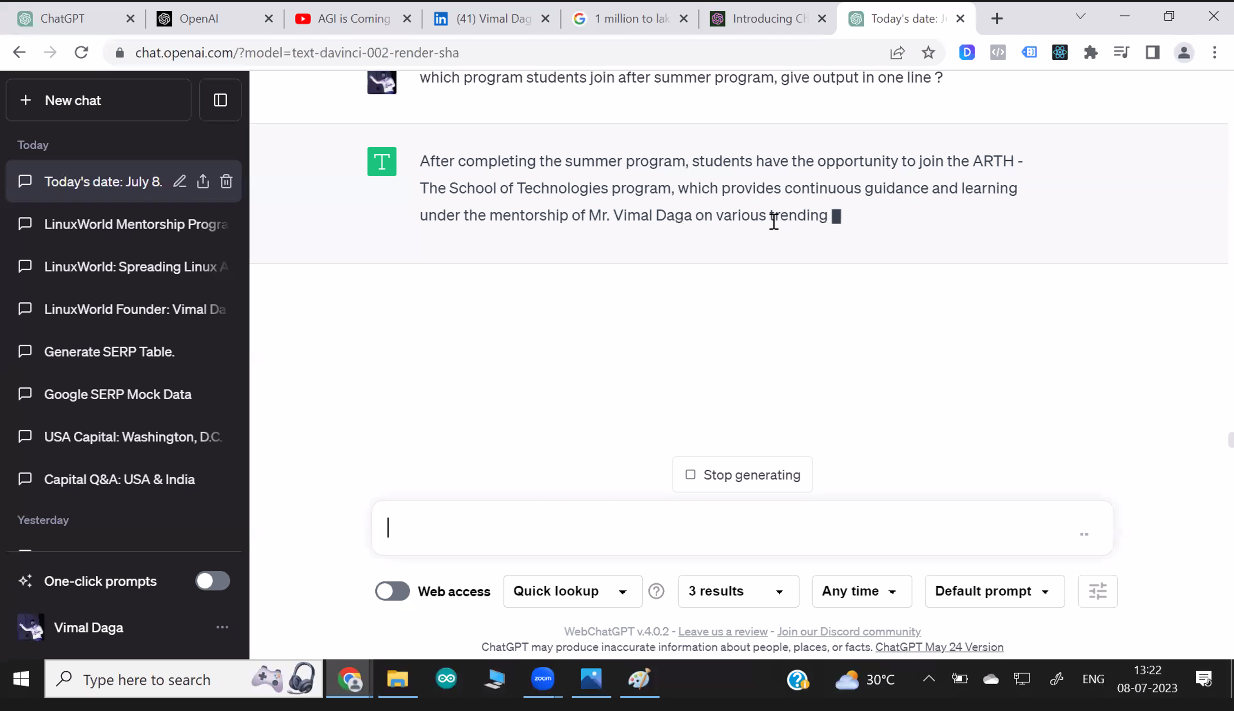 ChatGPT
OpenAI
AGI is Coming
(41) Vimal Dag
1 million to lak
Introducing Ch
Today's date: J
chat.openai.com/?model=text-davinci-002-render-sha
New chat
Today
Today's date: July 8.
LinuxWorld Mentorship Progra
LinuxWorld: Spreading Linux A
LinuxWorld Founder: Vimal Da
Generate SERP Table.
Google SERP Mock Data
USA Capital: Washington, D.C.
Capital Q&A: USA & India
Yesterday
One-click prompts
Vimal Daga
which program students join after summer program, give output in one line ?
After completing the summer program, students have the opportunity to join the ARTH -
The School of Technologies program, which provides continuous guidance and learning
under the mentorship of Mr. Vimal Daga on various trending
Stop generating
Web access
Quick lookup
3 results
Any time
Default prompt
WebChatGPT v.4.0.2 - Leave us a review - Join our Discord community
ChatGPT may produce inaccurate information about people, places, or facts. ChatGPT May 24 Version
Type here to search
zoom
30°C
ENG
13:22
08-07-2023